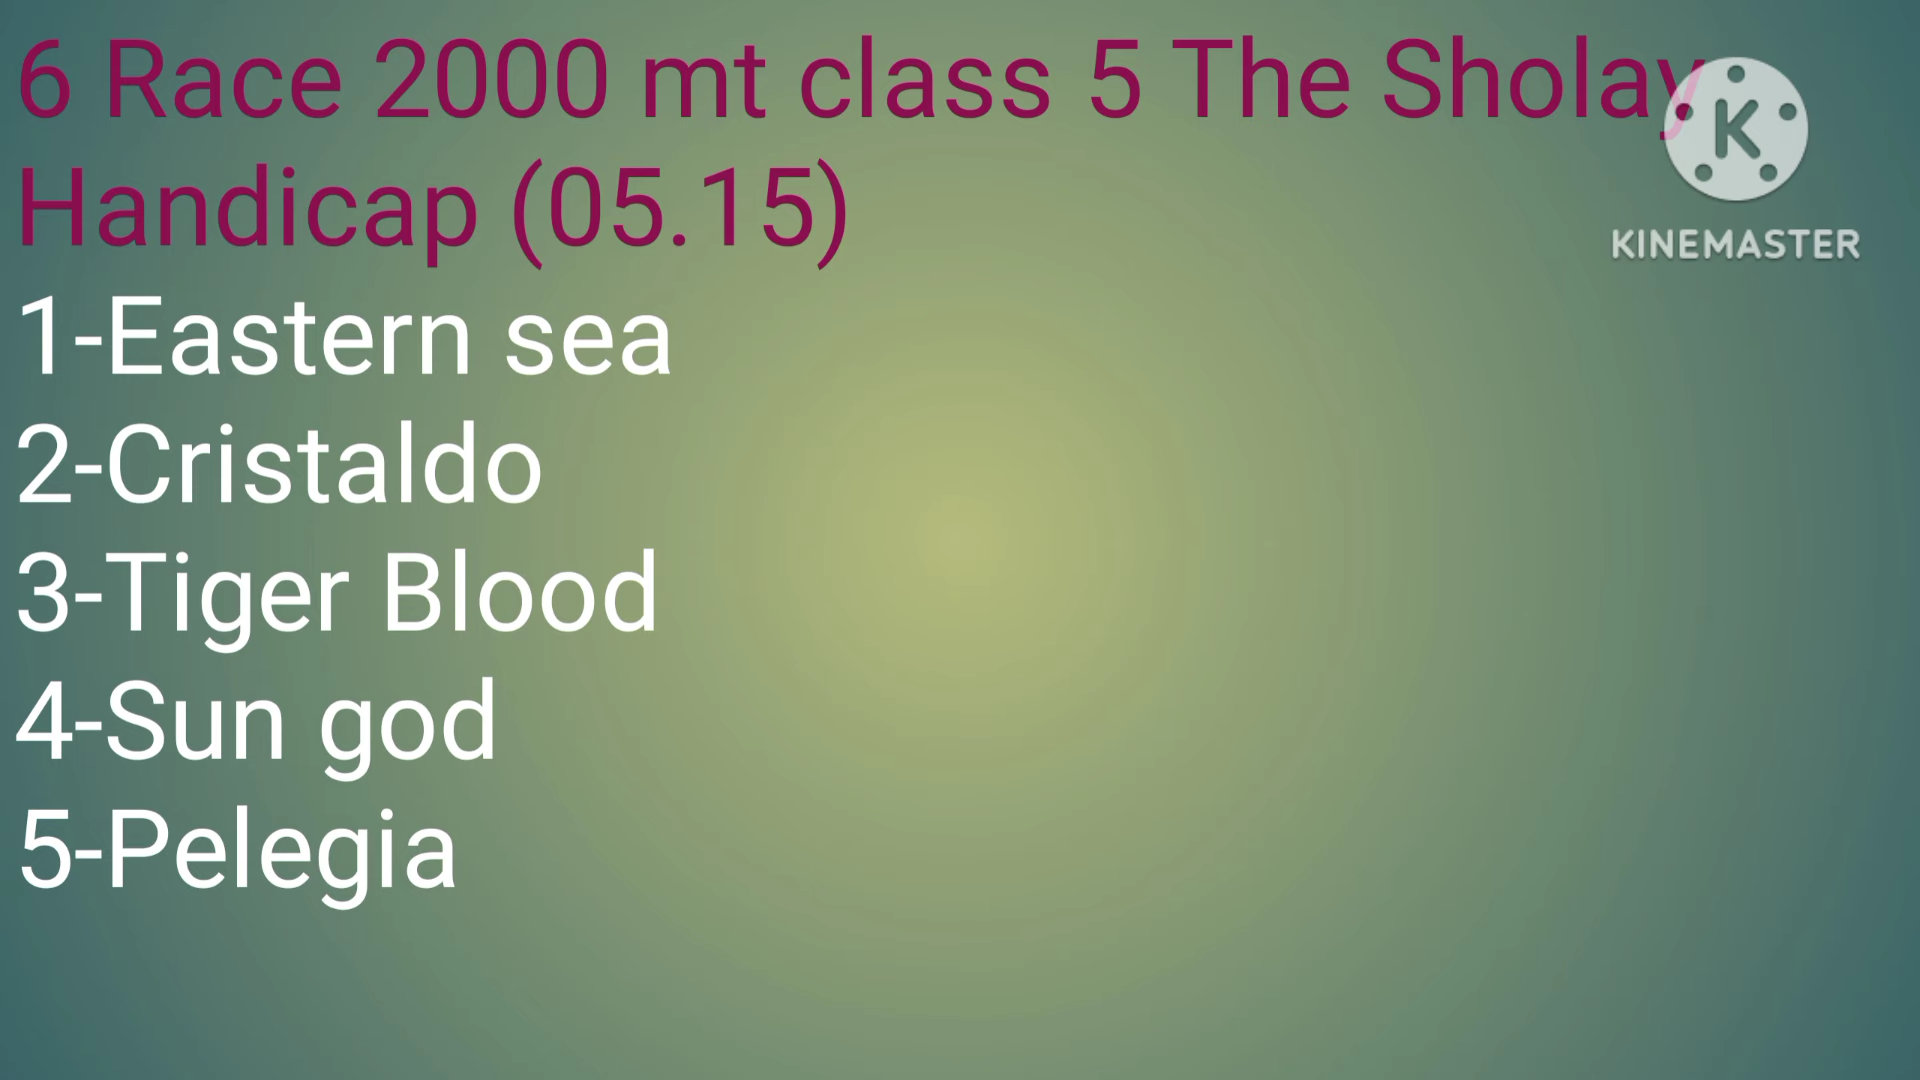 6 Race 2000 mt class 5 The Sholay
Handicap (05.15)
1-Eastern sea
2-Cristaldo
3-Tiger Blood
4-Sun god
5-Pelegia
K
KINEMASTER